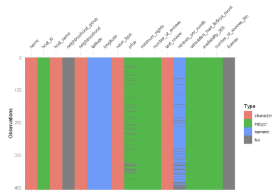 name
host_id
host_name
neighbourhood_group
neighbourhood
latitude
longitude
room_type
price
minimum_nights
number_of_reviews
last_review
reviews_per_month
calculated_host_listings_count
availability_365
number_of_reviews_ltm
license
0
100
200
300
400
Observations
Type
character
integer
numeric
NA